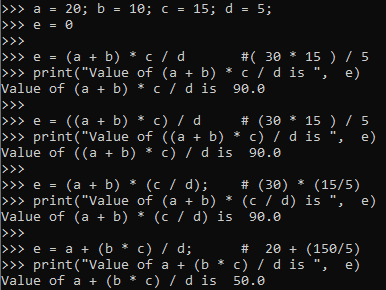 >>> a = 20; b = 10; c = 15; d = 5;
>>> e = 0
>>>
>>> e = (a + b) * c / d       #( 30 * 15 ) / 5
>>> print("Value of (a + b) * c / d is ",  e)
Value of (a + b) * c / d is  90.0
>>>
>>> e = ((a + b) * c) / d     # (30 * 15 ) / 5
>>> print("Value of ((a + b) * c) / d is ",  e)
Value of ((a + b) * c) / d is  90.0
>>>
>>> e = (a + b) * (c / d);    # (30) * (15/5)
>>> print("Value of (a + b) * (c / d) is ",  e)
Value of (a + b) * (c / d) is  90.0
>>>
>>> e = a + (b * c) / d;      #  20 + (150/5)
>>> print("Value of a + (b * c) / d is ",  e)
Value of a + (b * c) / d is  50.0